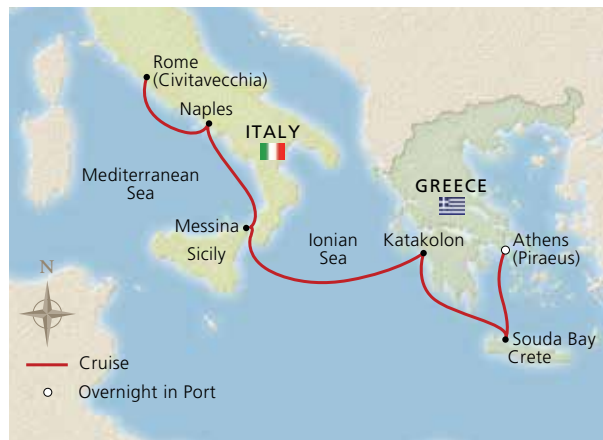 Rome
(Civitavecchia)
Naples
ITALY
Mediterranean
Sea
GREECE
Messina
Sicily
Ionian
Sea
Katakolon
Athens
(Piraeus)
N
Souda Bay
Crete
Cruise
Overnight in Port